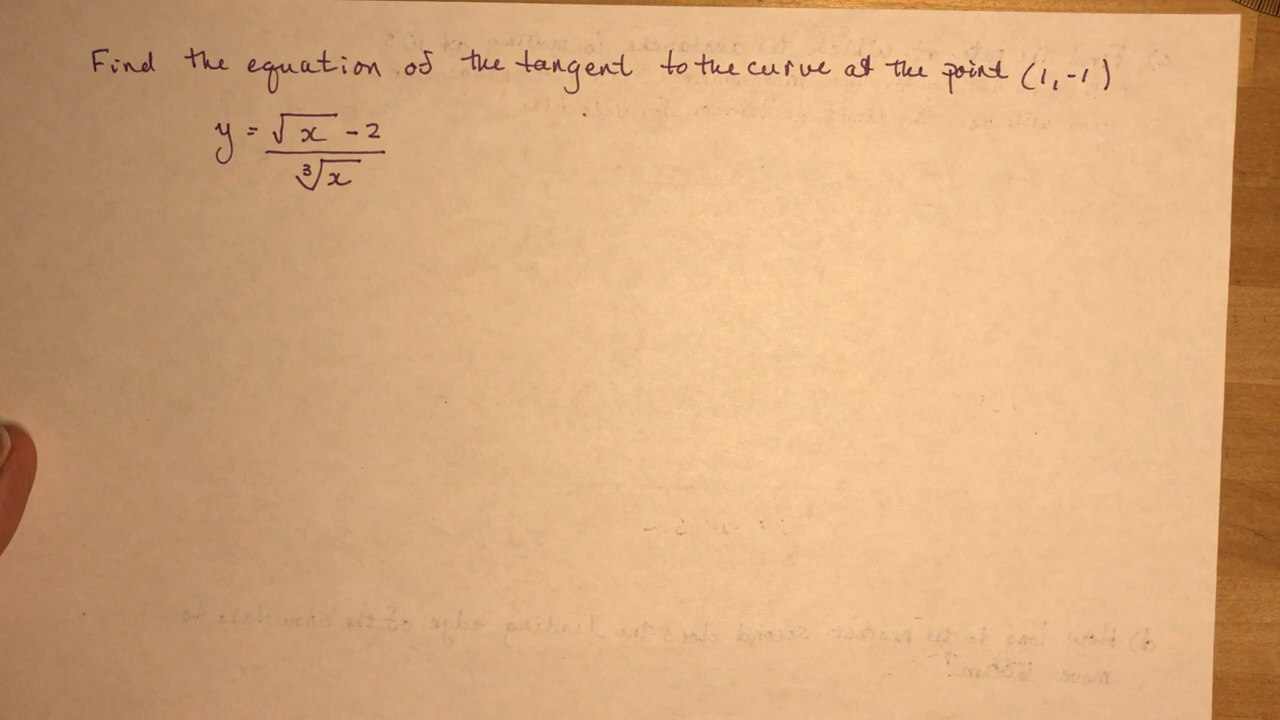 Find the equation of the tangent to the curve at the point (1, -1)
y = √x - 2
∛x